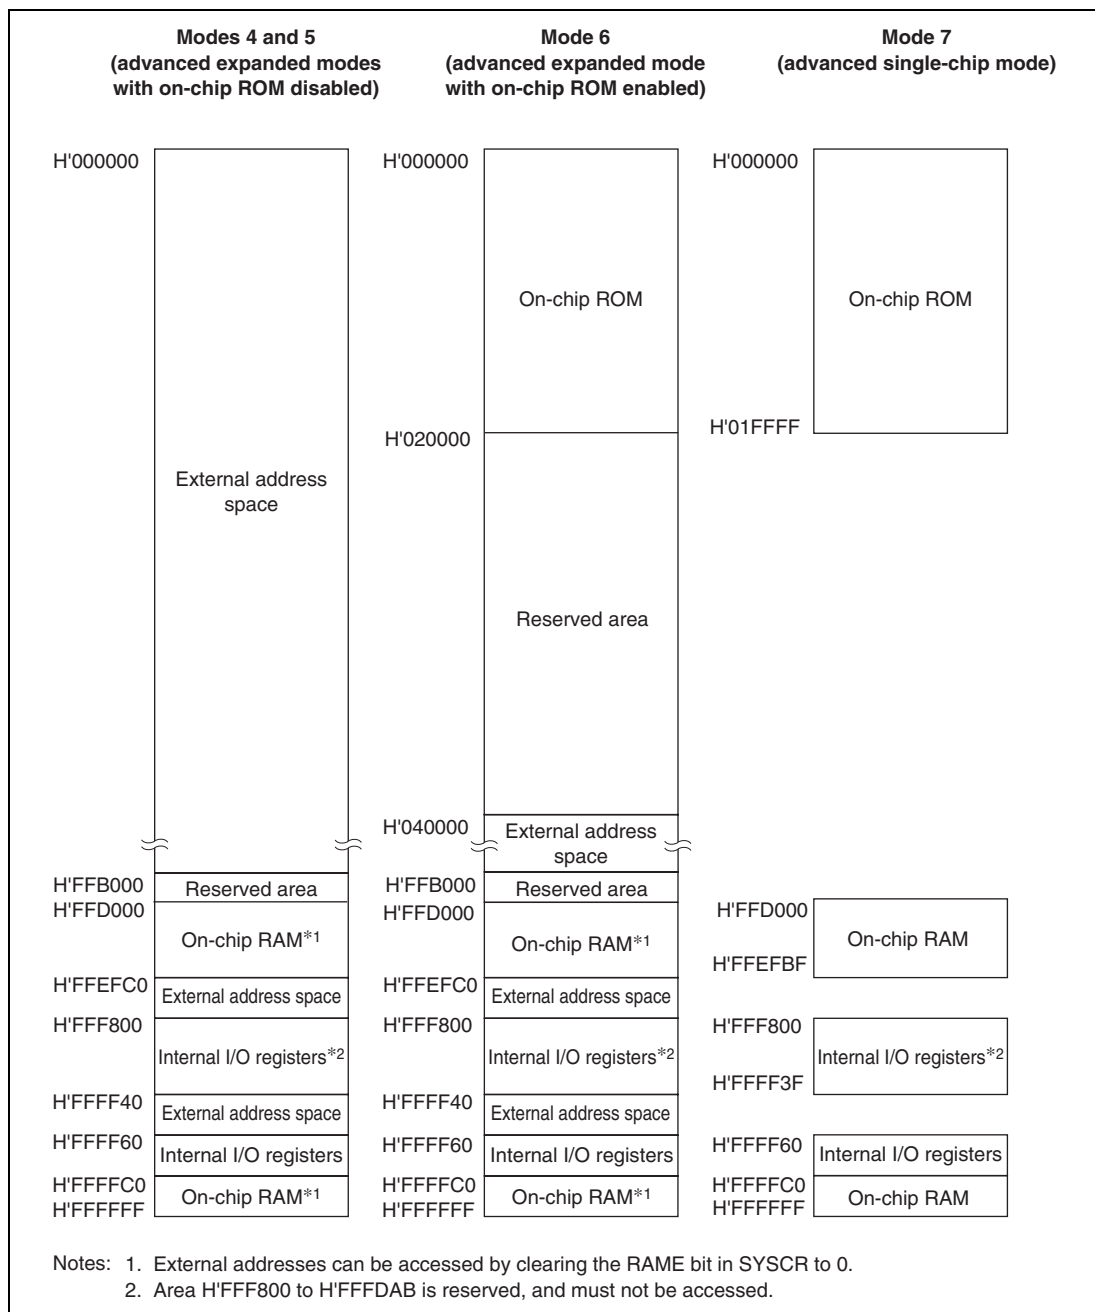 Modes 4 and 5
(advanced expanded modes
with on-chip ROM disabled)
Mode 6
(advanced expanded mode
with on-chip ROM enabled)
Mode 7
(advanced single-chip mode)
H'000000
External address
space
H'FFB000
Reserved area
H'FFD000
On-chip RAM*1
H'FFEFC0
External address space
H'FFF800
Internal I/O registers*2
H'FFFF40
External address space
H'FFFF60
Internal I/O registers
H'FFFFC0
On-chip RAM*1
H'FFFFFF
H'000000
On-chip ROM
H'020000
Reserved area
H'040000
External address
space
H'FFB000
Reserved area
H'FFD000
On-chip RAM*1
H'FFEFC0
External address space
H'FFF800
Internal I/O registers*2
H'FFFF40
External address space
H'FFFF60
Internal I/O registers
H'FFFFC0
On-chip RAM*1
H'FFFFFF
H'000000
On-chip ROM
H'01FFFF
H'FFD000
On-chip RAM
H'FFEFBF
H'FFF800
Internal I/O registers*2
H'FFFF3F
H'FFFF60
Internal I/O registers
H'FFFFC0
On-chip RAM
H'FFFFFF
Notes: 1. External addresses can be accessed by clearing the RAME bit in SYSCR to 0.
2. Area H'FFF800 to H'FFFDAB is reserved, and must not be accessed.